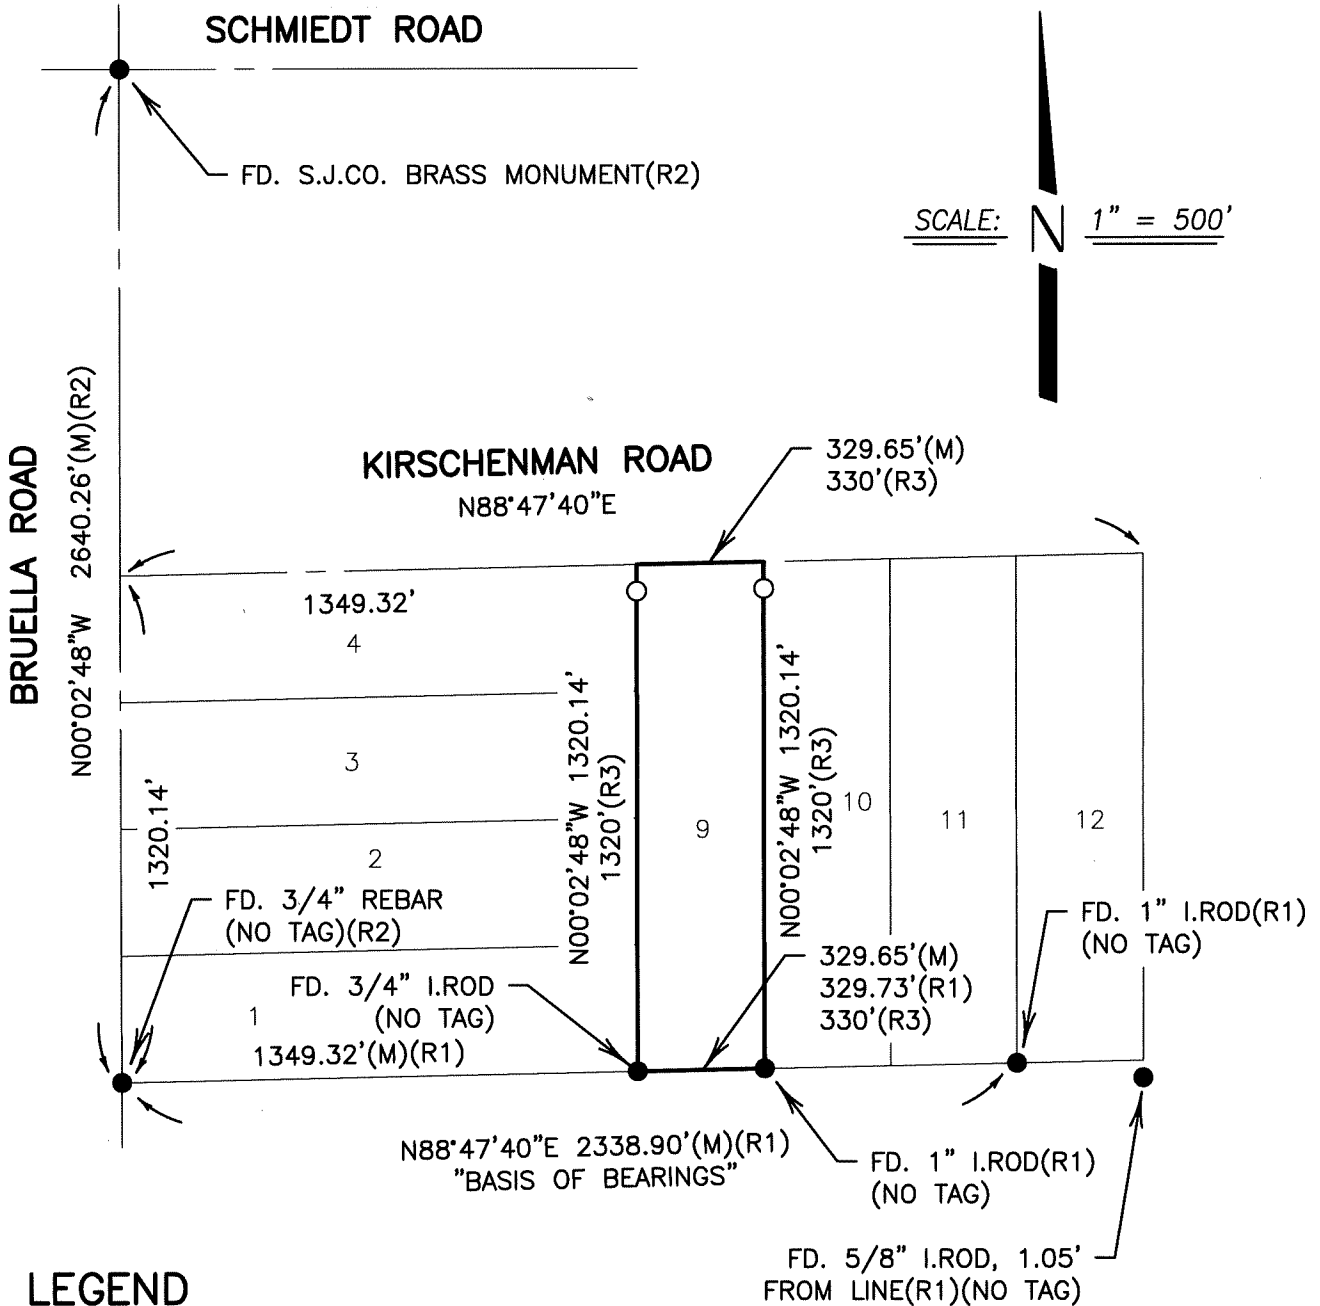 SCHMIEDT ROAD
FD. S.J.CO. BRASS MONUMENT(R2)
SCALE: N 1" = 500'
BRUELLA ROAD
N00°02'48"W 2640.26'(M)(R2)
KIRSCHENMAN ROAD
N88°47'40"E
329.65'(M)
330'(R3)
1349.32'
4
3
2
1
1320.14'
N00°02'48"W 1320.14'
1320'(R3)
9
N00°02'48"W 1320.14'
1320'(R3)
10
11
12
FD. 3/4" REBAR
(NO TAG)(R2)
FD. 3/4" I.ROD
(NO TAG)
1349.32'(M)(R1)
329.65'(M)
329.73'(R1)
330'(R3)
FD. 1" I.ROD(R1)
(NO TAG)
N88°47'40"E 2338.90'(M)(R1)
"BASIS OF BEARINGS"
FD. 1" I.ROD(R1)
(NO TAG)
FD. 5/8" I.ROD, 1.05'
FROM LINE(R1)(NO TAG)
LEGEND